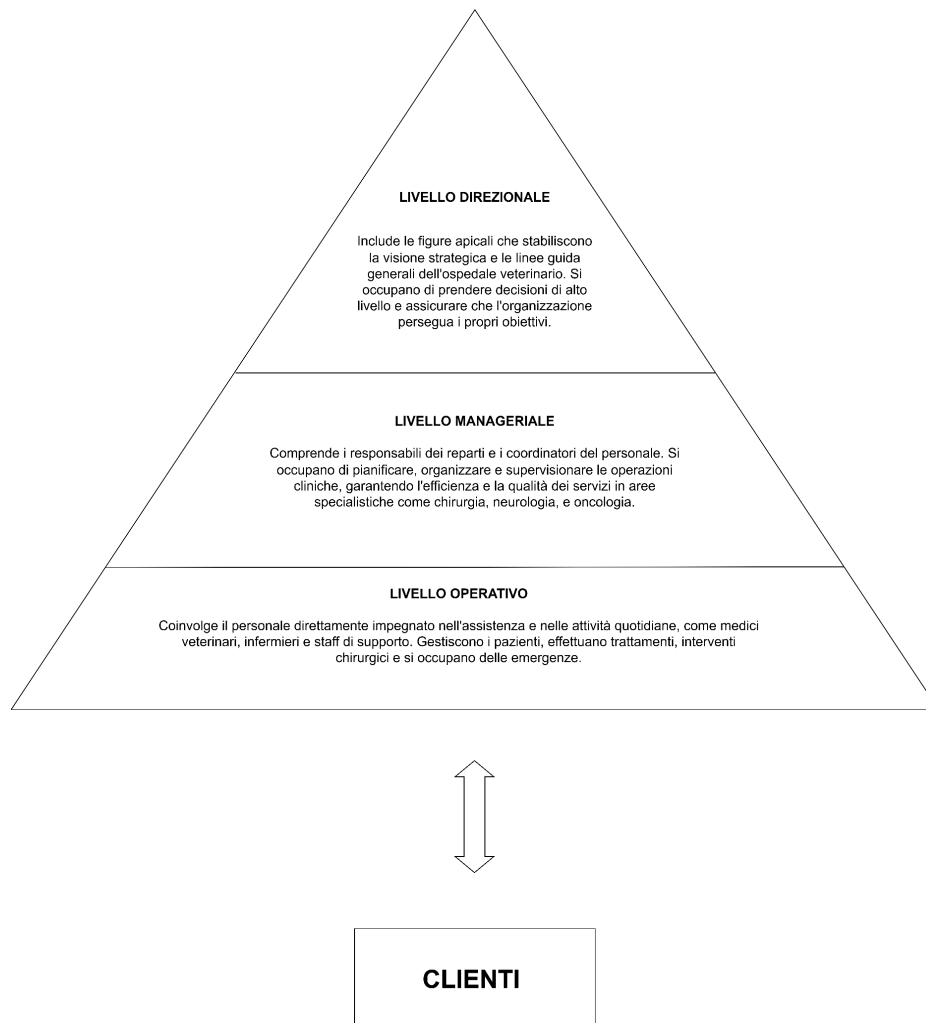 LIVELLO DIREZIONALE
Include le figure apicali che stabiliscono
la visione strategica e le linee guida
generali dell'ospedale veterinario. Si
occupano di prendere decisioni di alto
livello e assicurare che l'organizzazione
persegua i propri obiettivi.
LIVELLO MANAGERIALE
Comprende i responsabili dei reparti e i coordinatori del personale. Si
occupano di pianificare, organizzare e supervisionare le operazioni
cliniche, garantendo l'efficienza e la qualità dei servizi in aree
specialistiche come chirurgia, neurologia, e oncologia.
LIVELLO OPERATIVO
Coinvolge il personale direttamente impegnato nell'assistenza e nelle attività quotidiane, come medici
veterinari, infermieri e staff di supporto. Gestiscono i pazienti, effettuano trattamenti, interventi
chirurgici e si occupano delle emergenze.
CLIENTI